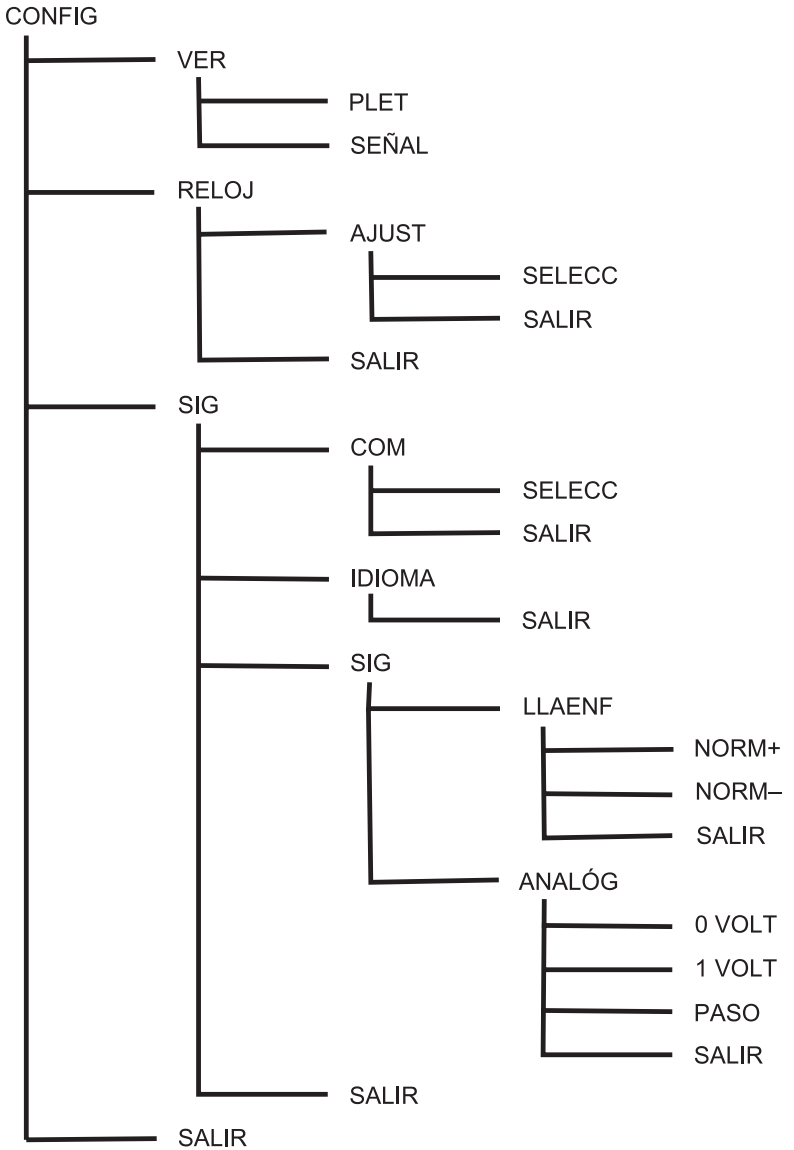 CONFIG
VER
PLET
SEÑAL
RELOJ
AJUST
SELECC
SALIR
SALIR
SIG
COM
SELECC
SALIR
IDIOMA
SALIR
SIG
LLAENF
NORM+
NORM–
SALIR
ANALÓG
0 VOLT
1 VOLT
PASO
SALIR
SALIR
SALIR